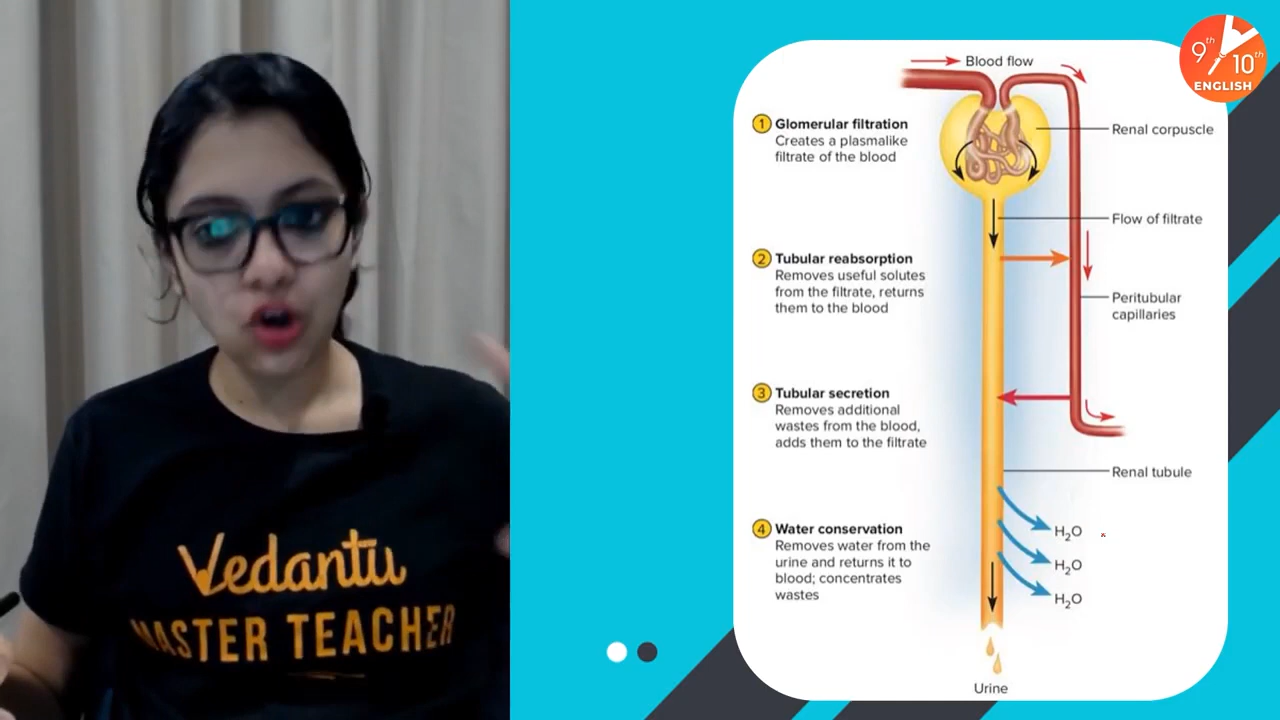 Vedantu
MASTER TEACHER
9th
10th
ENGLISH
Blood flow
1 Glomerular filtration
Creates a plasmalike
filtrate of the blood
Renal corpuscle
Flow of filtrate
2 Tubular reabsorption
Removes useful solutes
from the filtrate, returns
them to the blood
Peritubular
capillaries
3 Tubular secretion
Removes additional
wastes from the blood,
adds them to the filtrate
Renal tubule
4 Water conservation
Removes water from the
urine and returns it to
blood; concentrates
wastes
H₂O
H₂O
H₂O
Urine